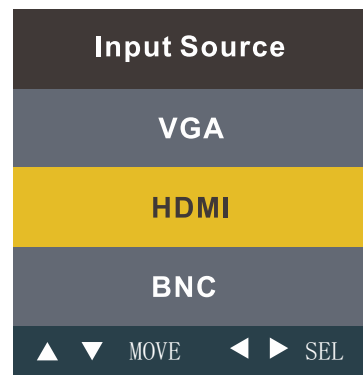 Input Source
VGA
HDMI
BNC
▲ ▼ MOVE ◀ ▶ SEL